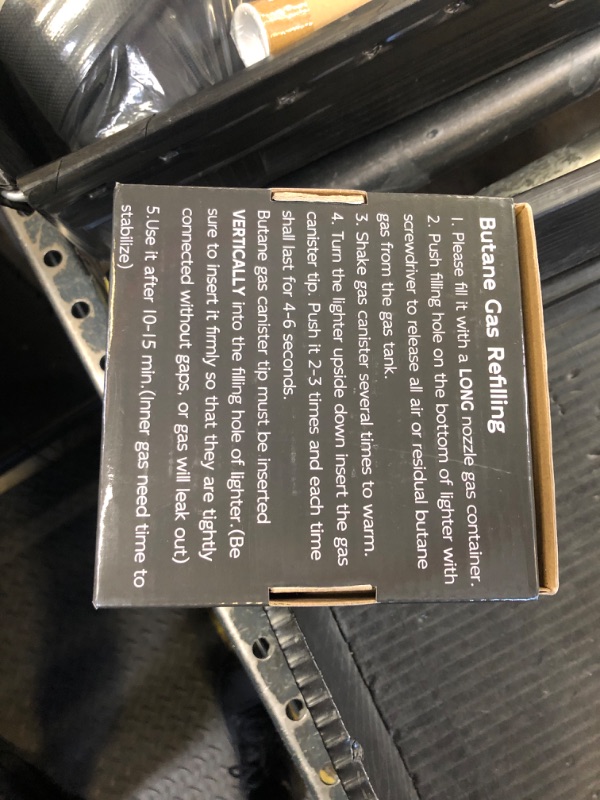 Butane Gas Refilling
1. Please fill it with a LONG nozzle gas container.
2. Push filling hole on the bottom of lighter with
screwdriver to release all air or residual butane
gas from the gas tank.
3. Shake gas canister several times to warm.
4. Turn the lighter upside down insert the gas
canister tip. Push it 2-3 times and each time
shall last for 4-6 seconds.
Butane gas canister tip must be inserted
VERTICALLY into the filling hole of lighter.(Be
sure to insert it firmly so that they are tightly
connected without gaps, or gas will leak out)
5.Use it after 10-15 min.(Inner gas need time to
stabilize)